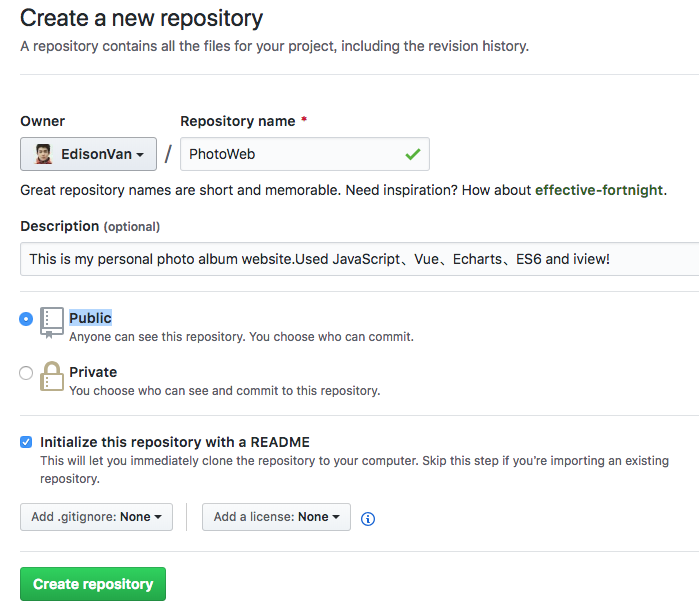 Create a new repository
A repository contains all the files for your project, including the revision history.
Owner
Repository name *
EdisonVan / PhotoWeb
Great repository names are short and memorable. Need inspiration? How about effective-fortnight.
Description (optional)
This is my personal photo album website.Used JavaScript、Vue、Echarts、ES6 and iview!
Public
Anyone can see this repository. You choose who can commit.
Private
You choose who can see and commit to this repository.
Initialize this repository with a README
This will let you immediately clone the repository to your computer. Skip this step if you're importing an existing
repository.
Add .gitignore: None
Add a license: None
Create repository